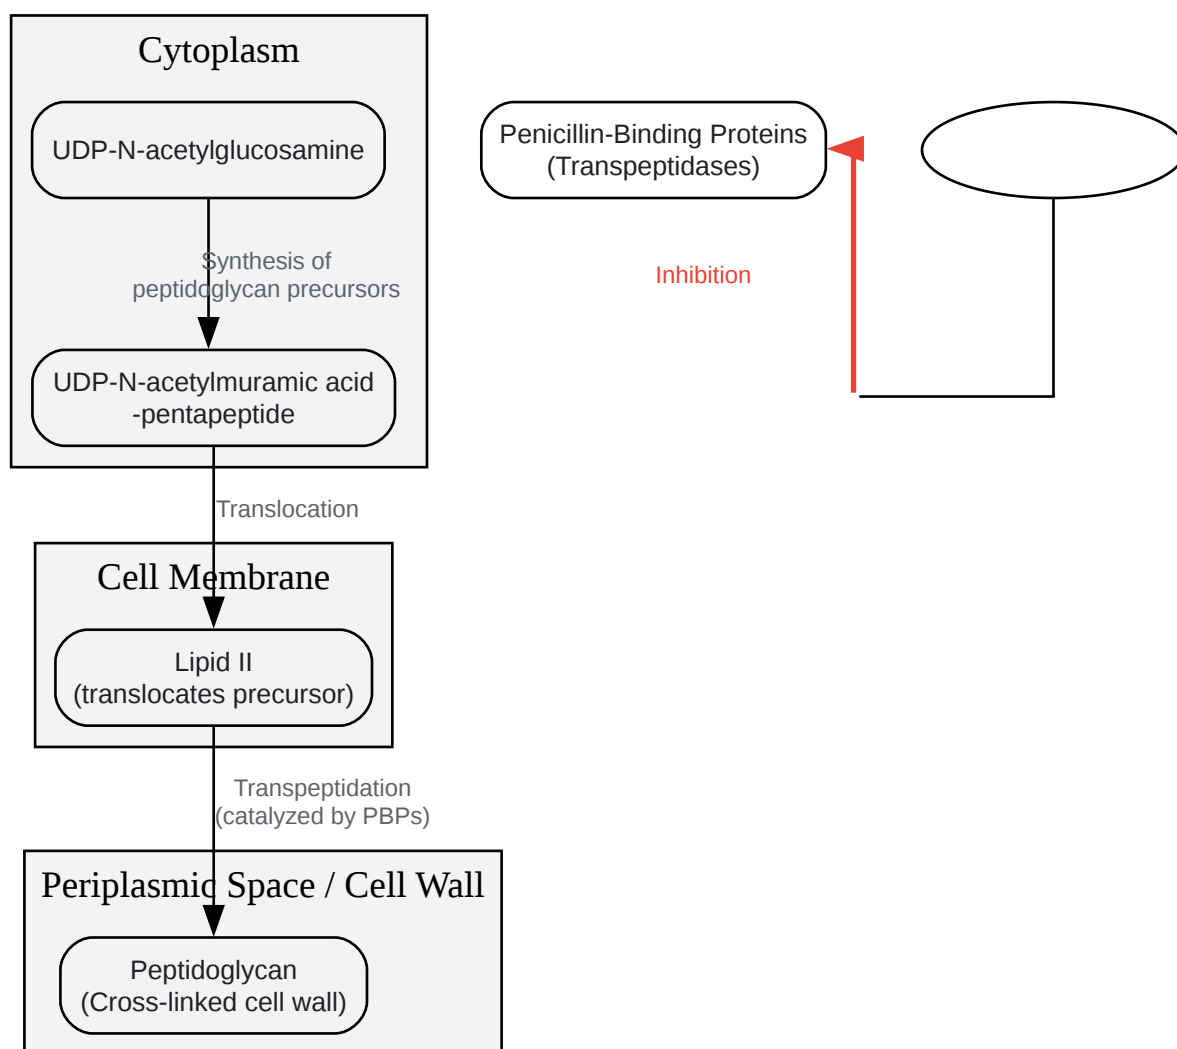 Cytoplasm
UDP-N-acetylglucosamine
Synthesis of
peptidoglycan precursors
UDP-N-acetylmuramic acid
-pentapeptide
Translocation
Cell Membrane
Lipid II
(translocates precursor)
Transpeptidation
(catalyzed by PBPs)
Periplasmic Space / Cell Wall
Peptidoglycan
(Cross-linked cell wall)
Penicillin-Binding Proteins
(Transpeptidases)
Inhibition